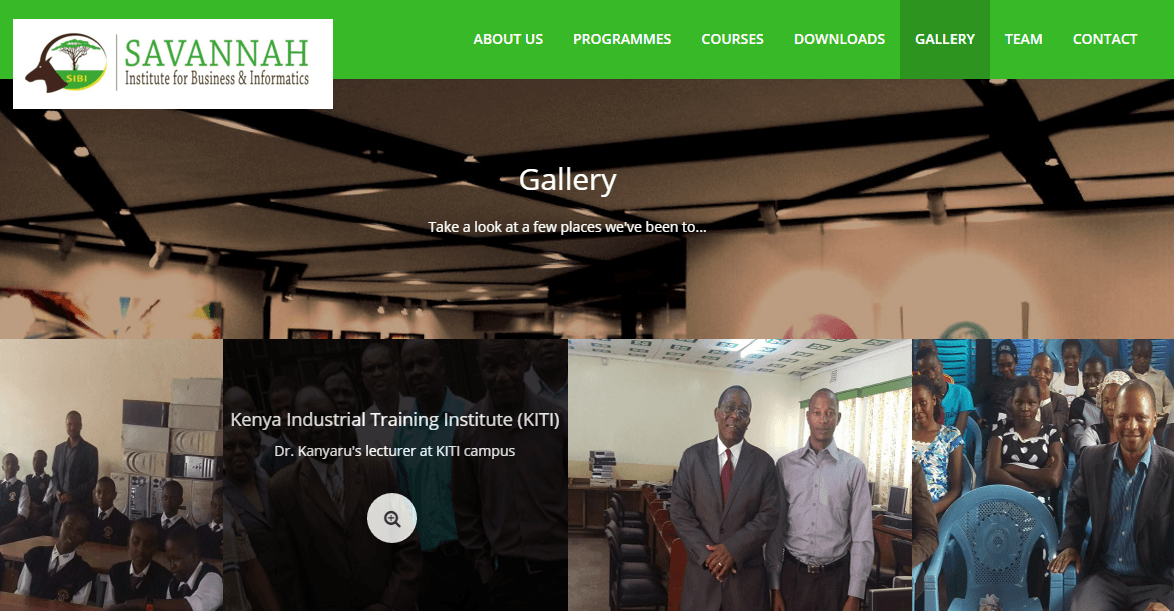 SIBI
SAVANNAH
Institute for Business & Informatics
ABOUT US
PROGRAMMES
COURSES
DOWNLOADS
GALLERY
TEAM
CONTACT
Gallery
Take a look at a few places we've been to...
Kenya Industrial Training Institute (KITI)
Dr. Kanyaru's lecturer at KITI campus